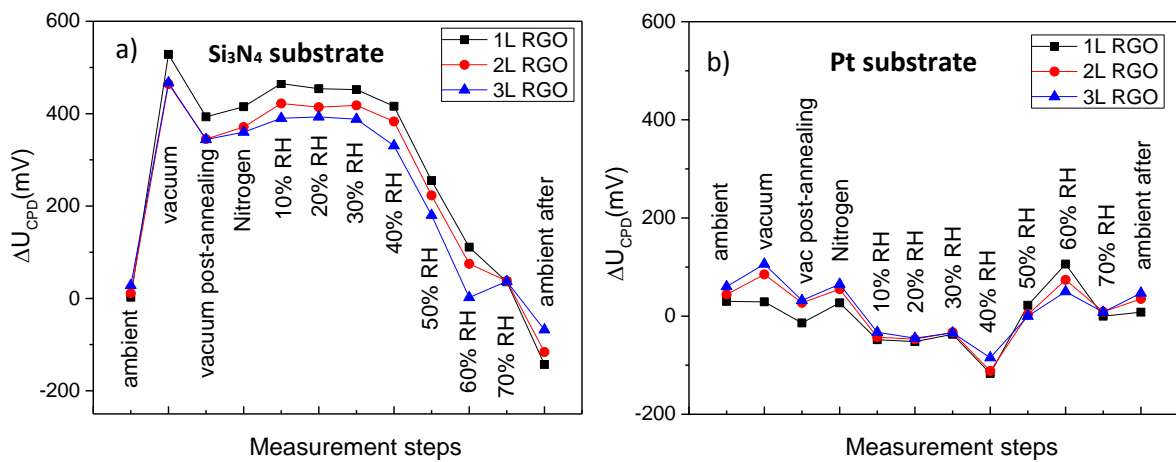 a)
Si₃N₄ substrate
1L RGO
2L RGO
3L RGO
600
400
200
0
-200
ΔU_CPD(mV)
ambient
vacuum
vacuum post-annealing
Nitrogen
10% RH
20% RH
30% RH
40% RH
50% RH
60% RH
70% RH
ambient after
Measurement steps
b)
Pt substrate
1L RGO
2L RGO
3L RGO
600
400
200
0
-200
ΔU_CPD(mV)
ambient
vacuum
vac post-annealing
Nitrogen
10% RH
20% RH
30% RH
40% RH
50% RH
60% RH
70% RH
ambient after
Measurement steps